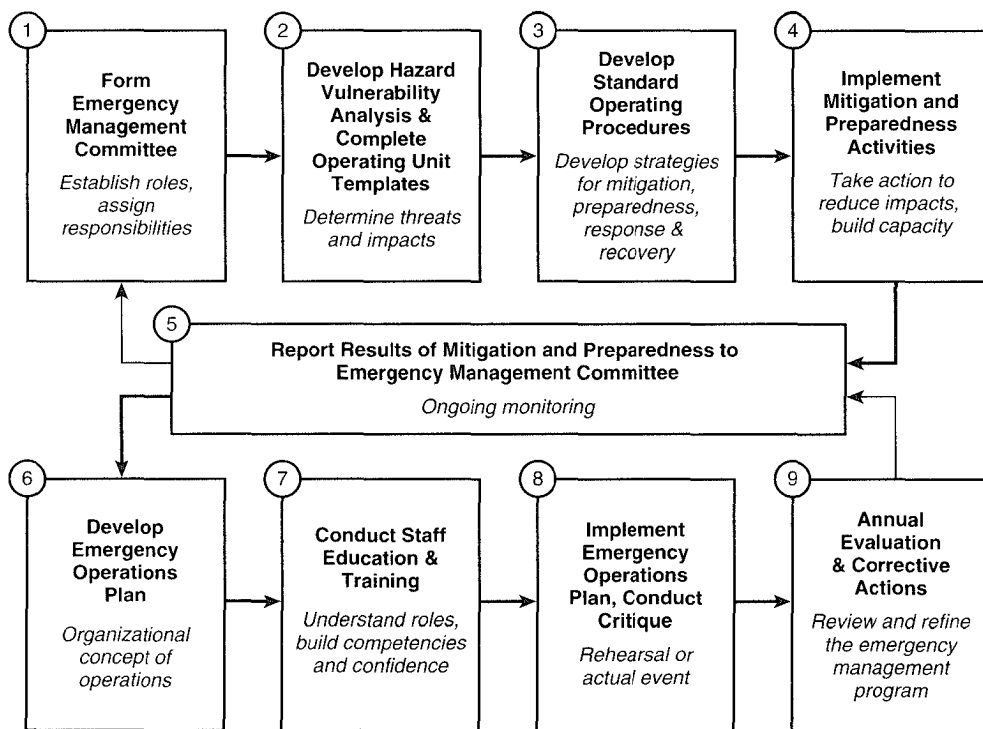 1
Form
Emergency
Management
Committee
Establish roles,
assign
responsibilities
2
Develop Hazard
Vulnerability
Analysis &
Complete
Operating Unit
Templates
Determine threats
and impacts
3
Develop
Standard
Operating
Procedures
Develop strategies
for mitigation,
preparedness,
response &
recovery
4
Implement
Mitigation and
Preparedness
Activities
Take action to
reduce impacts,
build capacity
5
Report Results of Mitigation and Preparedness to
Emergency Management Committee
Ongoing monitoring
6
Develop
Emergency
Operations
Plan
Organizational
concept of
operations
7
Conduct Staff
Education &
Training
Understand roles,
build competencies
and confidence
8
Implement
Emergency
Operations
Plan, Conduct
Critique
Rehearsal or
actual event
9
Annual
Evaluation
& Corrective
Actions
Review and refine
the emergency
management
program